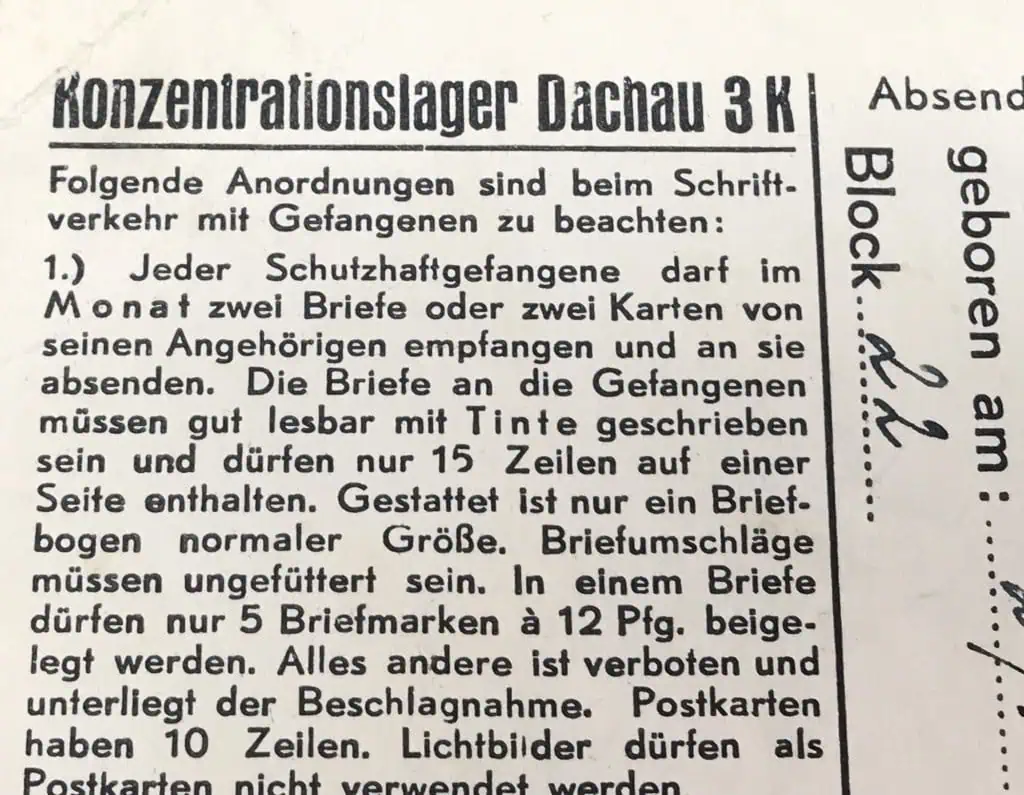 Konzentrationslager Dachau 3 K
Folgende Anordnungen sind beim Schrift-
verkehr mit Gefangenen zu beachten:
1.) Jeder Schutzhaftgefangene darf im
Monat zwei Briefe oder zwei Karten von
seinen Angehörigen empfangen und an sie
absenden. Die Briefe an die Gefangenen
müssen gut lesbar mit Tinte geschrieben
sein und dürfen nur 15 Zeilen auf einer
Seite enthalten. Gestattet ist nur ein Brief-
bogen normaler Größe. Briefumschläge
müssen ungefüttert sein. In einem Briefe
dürfen nur 5 Briefmarken à 12 Pfg. beige-
legt werden. Alles andere ist verboten und
unterliegt der Beschlagnahme. Postkarten
haben 10 Zeilen. Lichtbilder dürfen als
Postkarten nicht verwendet werden.
Absend
geboren am:
Block 22